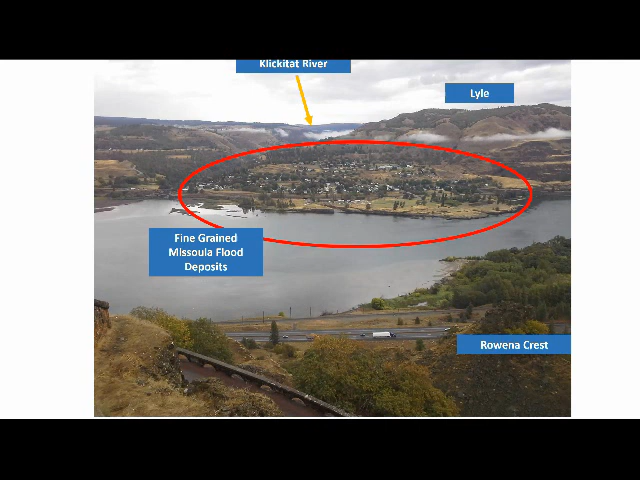 Klickitat River
Lyle
Fine Grained
Missoula Flood
Deposits
Rowena Crest